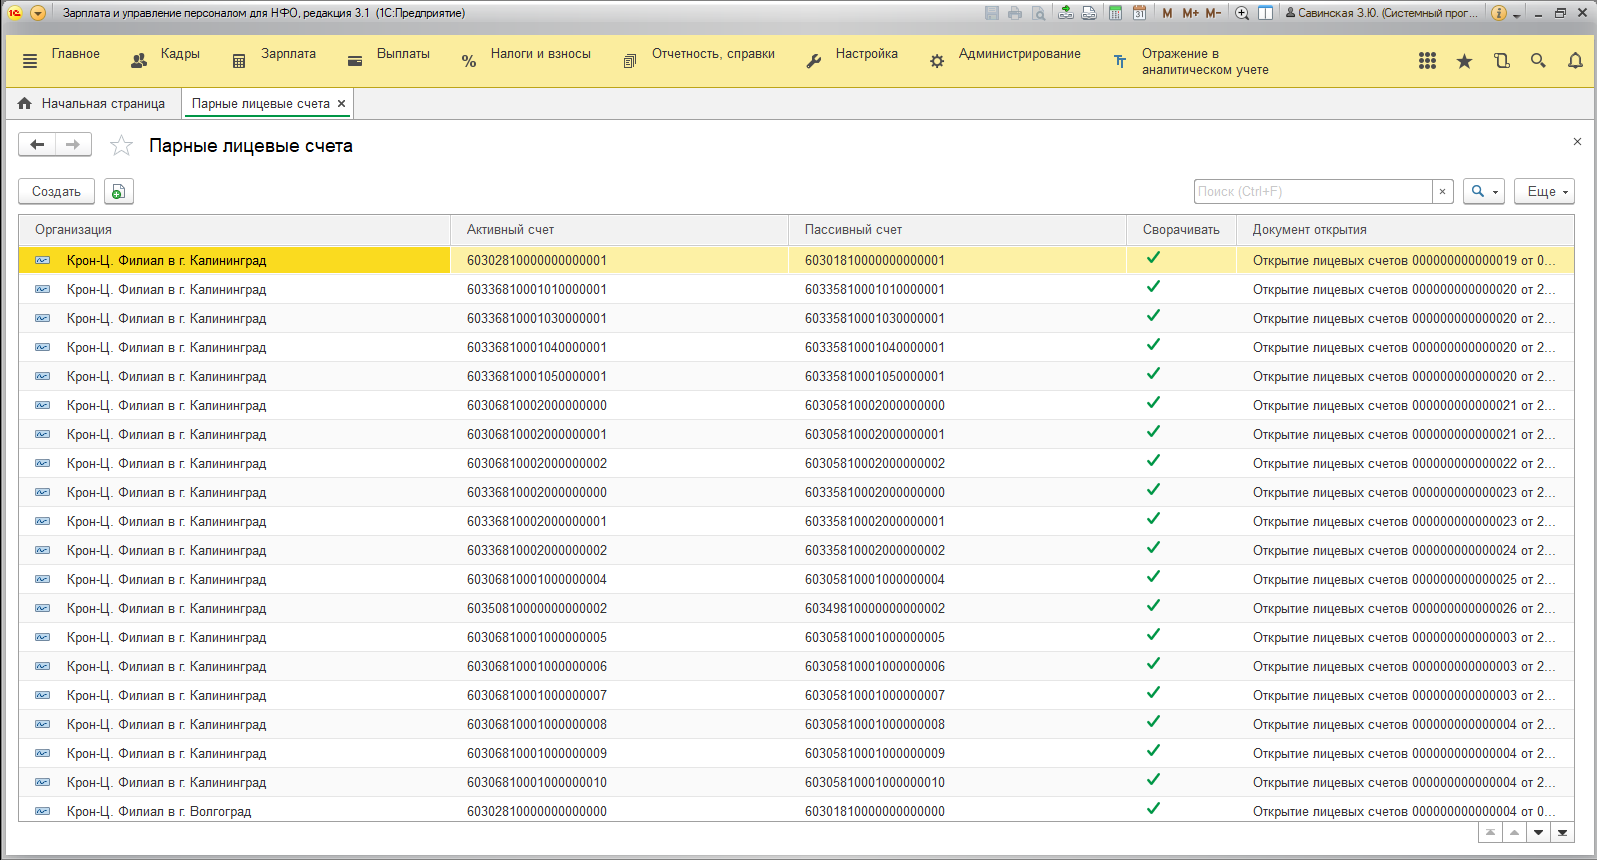 Зарплата и управление персоналом для НФО, редакция 3.1 (1С:Предприятие)
M M+ M- Савинская З.Ю. (Системный прог...
Главное Кадры Зарплата Выплаты Налоги и взносы Отчетность, справки Настройка Администрирование Отражение в
аналитическом учете
Начальная страница Парные лицевые счета ×
Парные лицевые счета
Создать Поиск (Ctrl+F) × Еще
Организация Активный счет Пассивный счет Сворачивать Документ открытия
Крон-Ц. Филиал в г. Калининград 60302810000000000001 60301810000000000001 Открытие лицевых счетов 000000000000019 от 0...
Крон-Ц. Филиал в г. Калининград 60336810001010000001 60335810001010000001 Открытие лицевых счетов 000000000000020 от 2...
Крон-Ц. Филиал в г. Калининград 60336810001030000001 60335810001030000001 Открытие лицевых счетов 000000000000020 от 2...
Крон-Ц. Филиал в г. Калининград 60336810001040000001 60335810001040000001 Открытие лицевых счетов 000000000000020 от 2...
Крон-Ц. Филиал в г. Калининград 60336810001050000001 60335810001050000001 Открытие лицевых счетов 000000000000020 от 2...
Крон-Ц. Филиал в г. Калининград 60306810002000000000 60305810002000000000 Открытие лицевых счетов 000000000000021 от 2...
Крон-Ц. Филиал в г. Калининград 60306810002000000001 60305810002000000001 Открытие лицевых счетов 000000000000021 от 2...
Крон-Ц. Филиал в г. Калининград 60306810002000000002 60305810002000000002 Открытие лицевых счетов 000000000000022 от 2...
Крон-Ц. Филиал в г. Калининград 60336810002000000000 60335810002000000000 Открытие лицевых счетов 000000000000023 от 2...
Крон-Ц. Филиал в г. Калининград 60336810002000000001 60335810002000000001 Открытие лицевых счетов 000000000000023 от 2...
Крон-Ц. Филиал в г. Калининград 60336810002000000002 60335810002000000002 Открытие лицевых счетов 000000000000024 от 2...
Крон-Ц. Филиал в г. Калининград 60306810001000000004 60305810001000000004 Открытие лицевых счетов 000000000000025 от 2...
Крон-Ц. Филиал в г. Калининград 60350810000000000002 60349810000000000002 Открытие лицевых счетов 000000000000026 от 2...
Крон-Ц. Филиал в г. Калининград 60306810001000000005 60305810001000000005 Открытие лицевых счетов 000000000000003 от 2...
Крон-Ц. Филиал в г. Калининград 60306810001000000006 60305810001000000006 Открытие лицевых счетов 000000000000003 от 2...
Крон-Ц. Филиал в г. Калининград 60306810001000000007 60305810001000000007 Открытие лицевых счетов 000000000000003 от 2...
Крон-Ц. Филиал в г. Калининград 60306810001000000008 60305810001000000008 Открытие лицевых счетов 000000000000004 от 2...
Крон-Ц. Филиал в г. Калининград 60306810001000000009 60305810001000000009 Открытие лицевых счетов 000000000000004 от 2...
Крон-Ц. Филиал в г. Калининград 60306810001000000010 60305810001000000010 Открытие лицевых счетов 000000000000004 от 2...
Крон-Ц. Филиал в г. Волгоград 60302810000000000000 60301810000000000000 Открытие лицевых счетов 000000000000004 от 0...